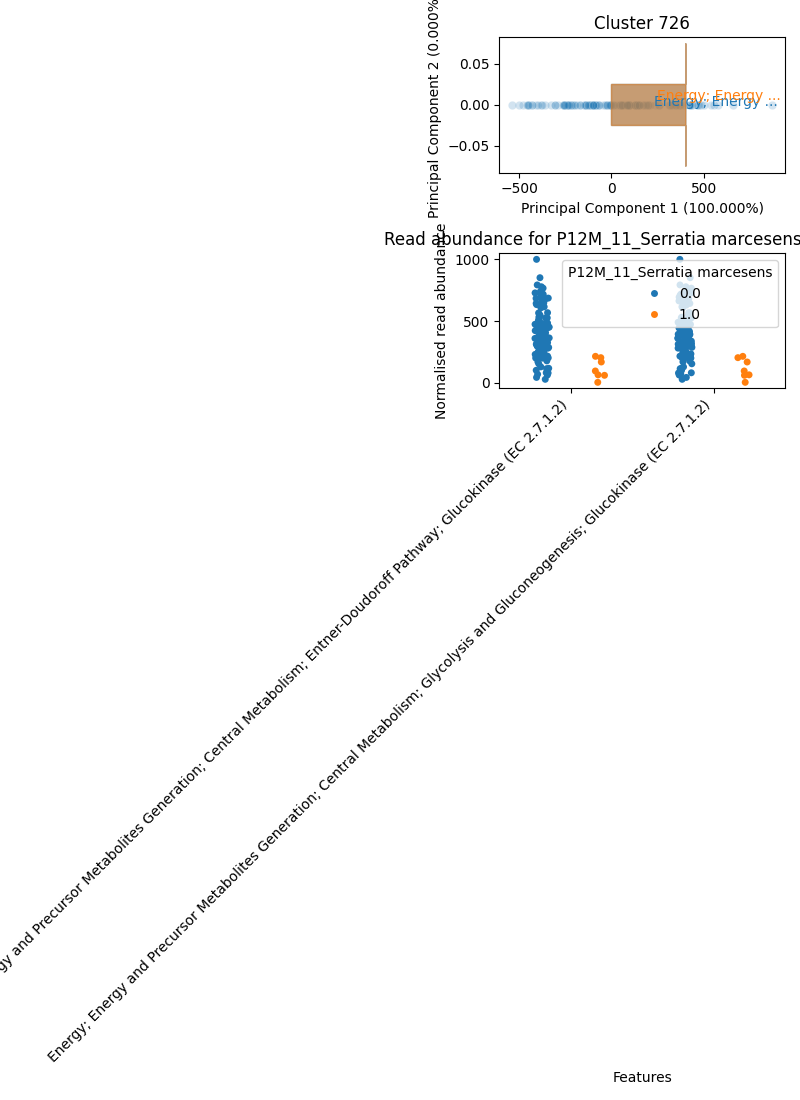 Cluster 726
Principal Component 2 (0.000%
0.05
0.00
−0.05
Energy; Energy ...
Energy; Energy ...
−500
0
500
Principal Component 1 (100.000%)
Read abundance for P12M_11_Serratia marcesens
Normalised read abundance
1000
500
0
P12M_11_Serratia marcesens
0.0
1.0
and Precursor Metabolites Generation; Central Metabolism; Entner-Doudoroff Pathway; Glucokinase (EC 2.7.1.2)
Energy; Energy and Precursor Metabolites Generation; Central Metabolism; Glycolysis and Gluconeogenesis; Glucokinase (EC 2.7.1.2)
Features